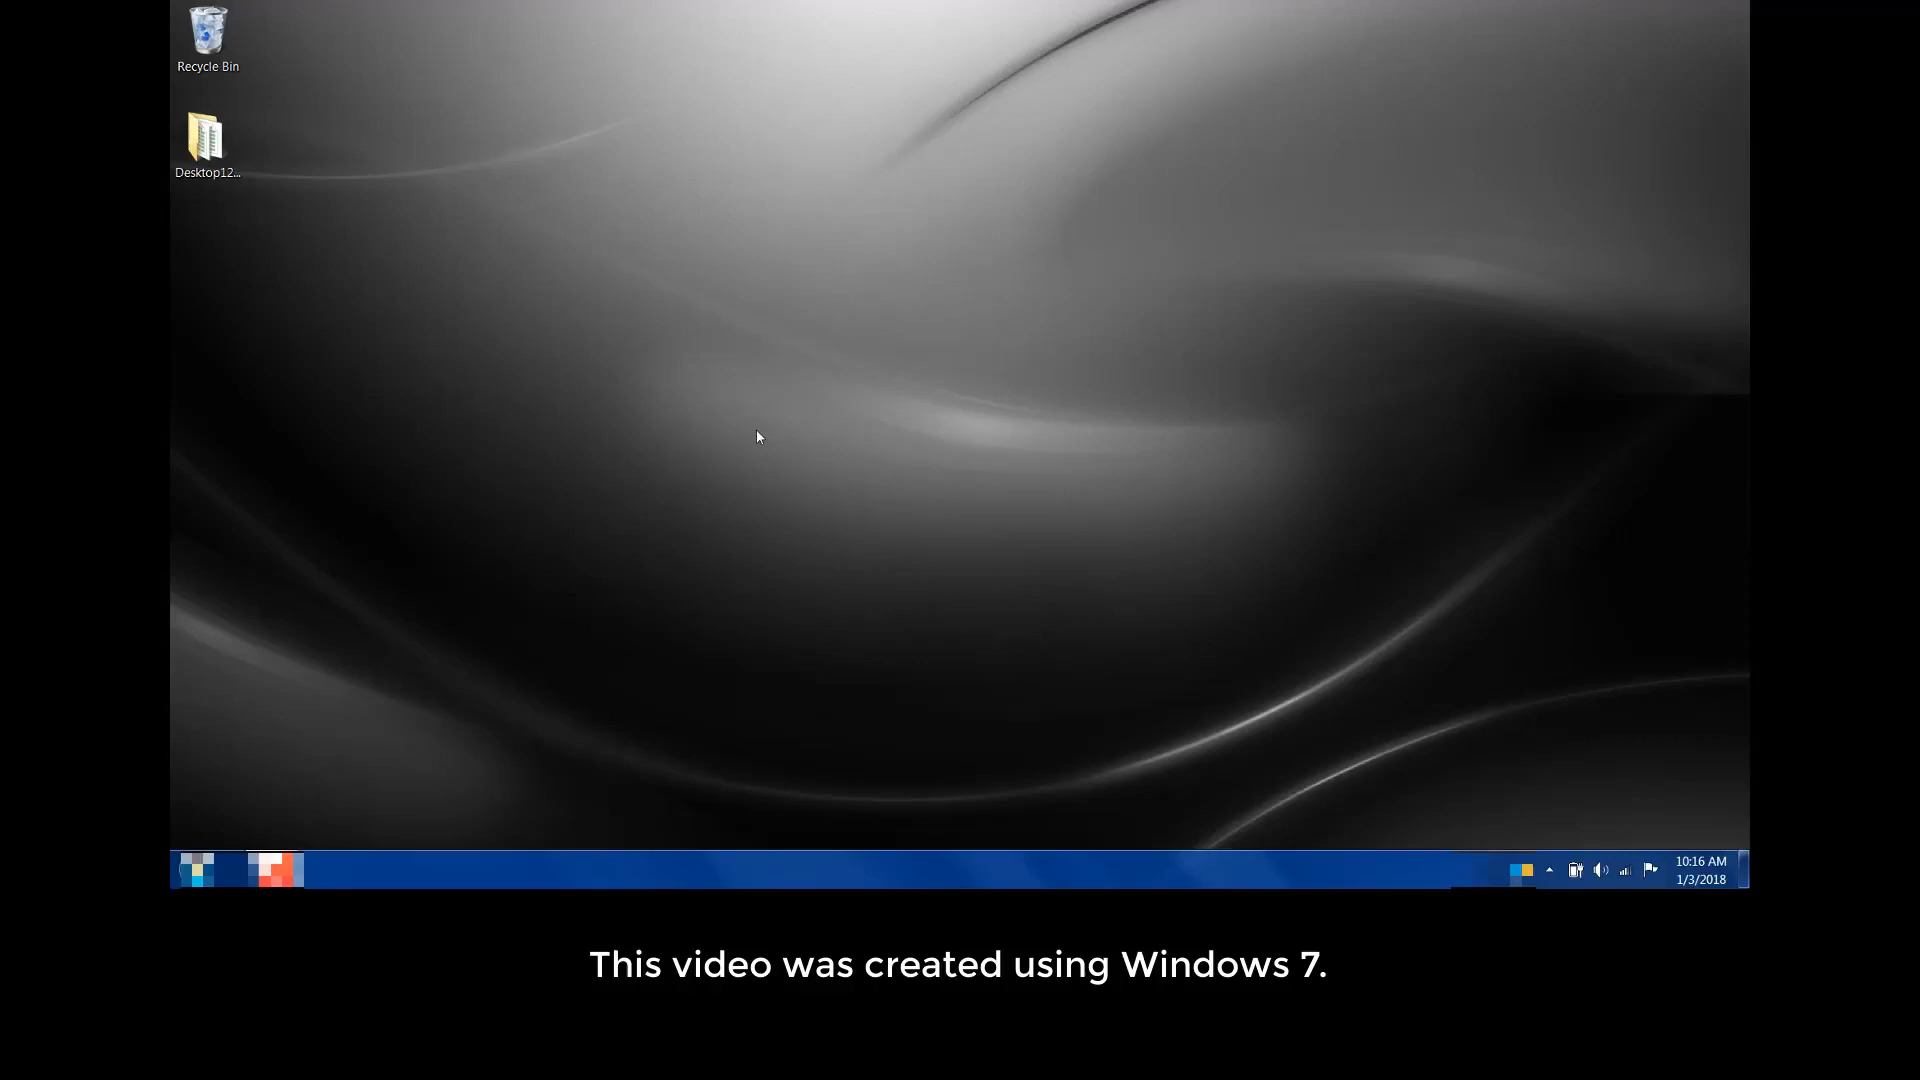 Recycle Bin
Desktop12...
10:16 AM
1/3/2018
This video was created using Windows 7.